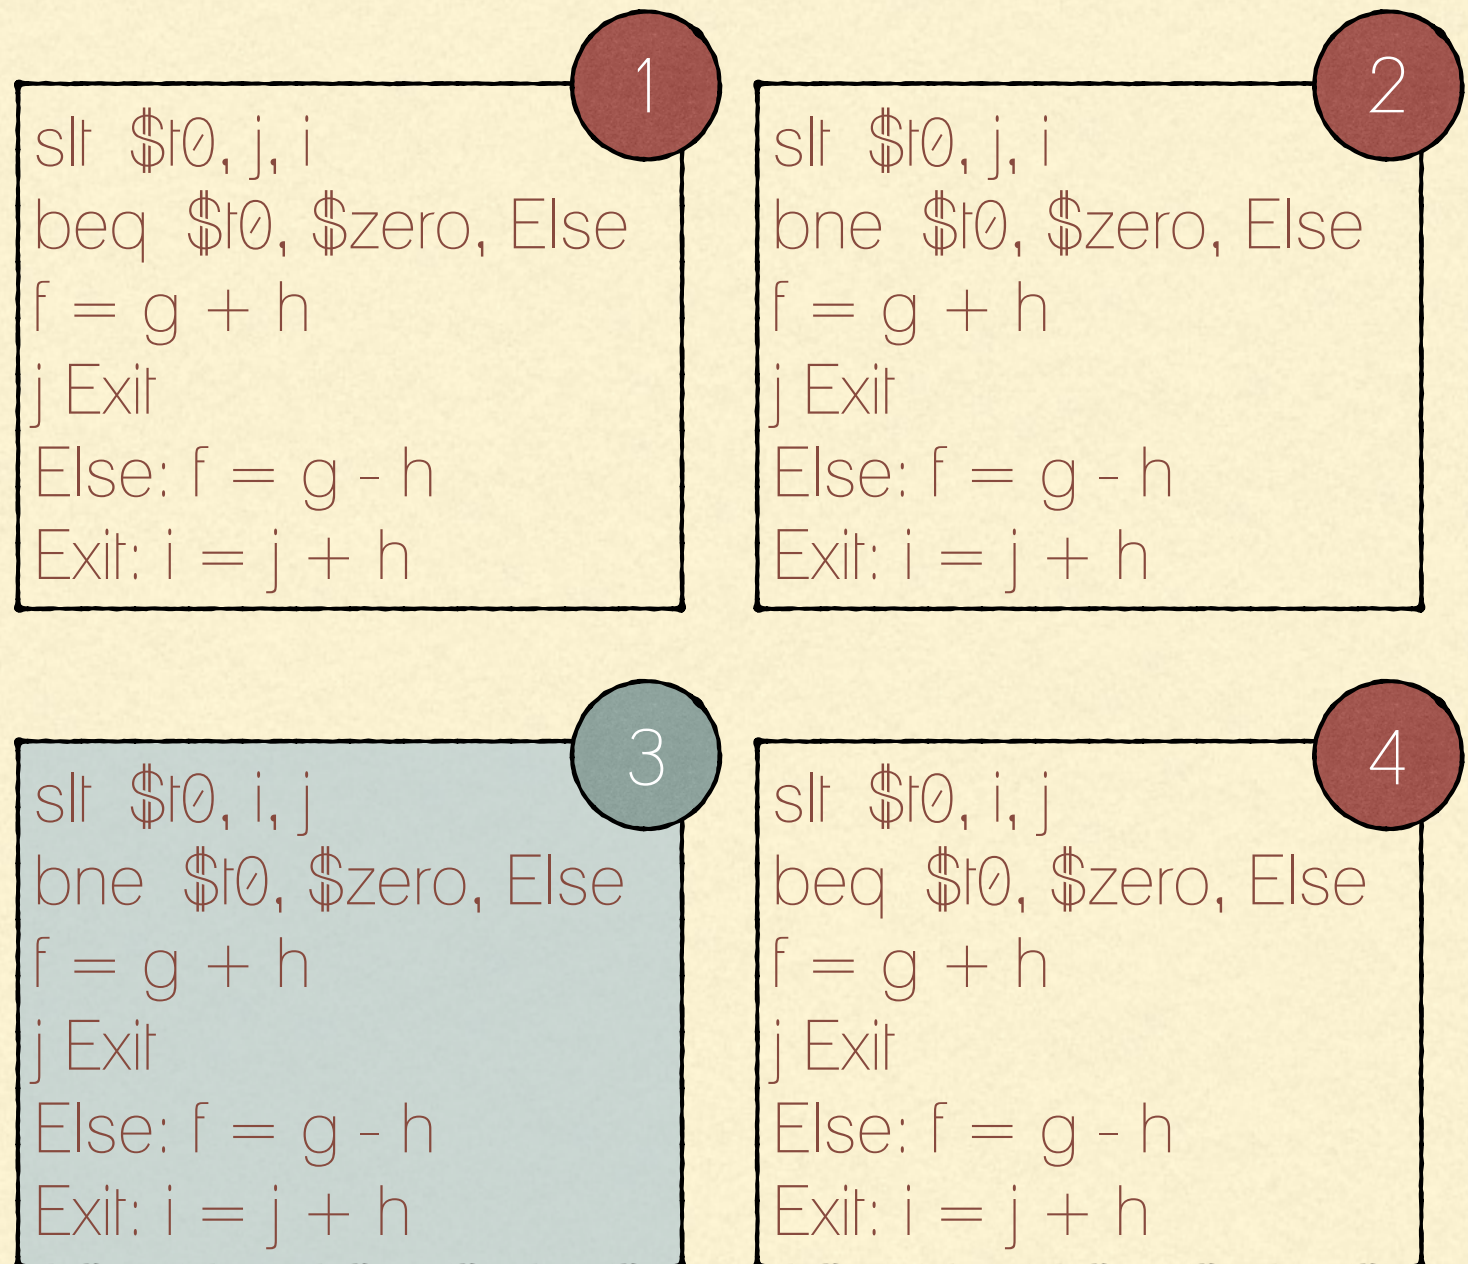 1
slt $t0, j, i
beq $t0, $zero, Else
f = g + h
j Exit
Else: f = g - h
Exit: i = j + h
2
slt $t0, j, i
bne $t0, $zero, Else
f = g + h
j Exit
Else: f = g - h
Exit: i = j + h
3
slt $t0, i, j
bne $t0, $zero, Else
f = g + h
j Exit
Else: f = g - h
Exit: i = j + h
4
slt $t0, i, j
beq $t0, $zero, Else
f = g + h
j Exit
Else: f = g - h
Exit: i = j + h